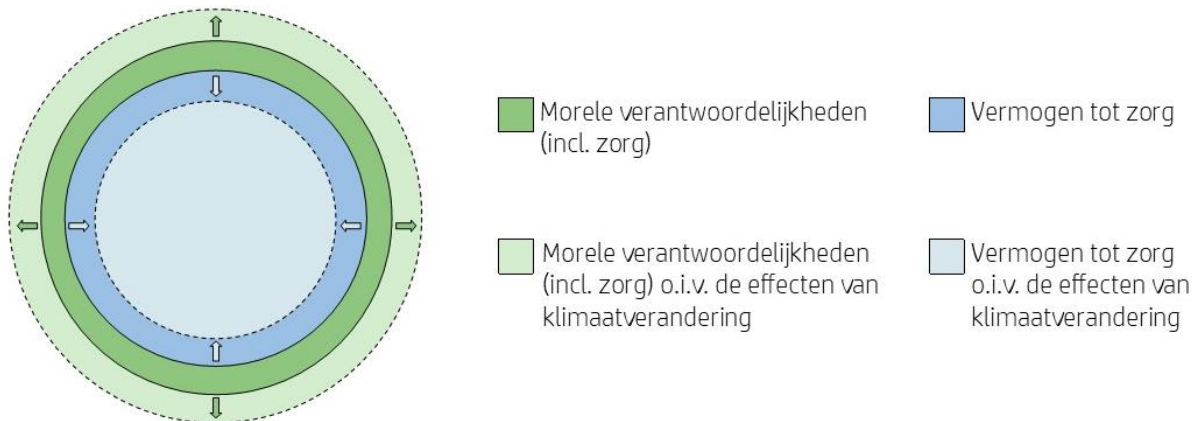 Morele verantwoordelijkheden
(incl. zorg)
Vermogen tot zorg
Morele verantwoordelijkheden
(incl. zorg) o.i.v. de effecten van
klimaatverandering
Vermogen tot zorg
o.i.v. de effecten van
klimaatverandering